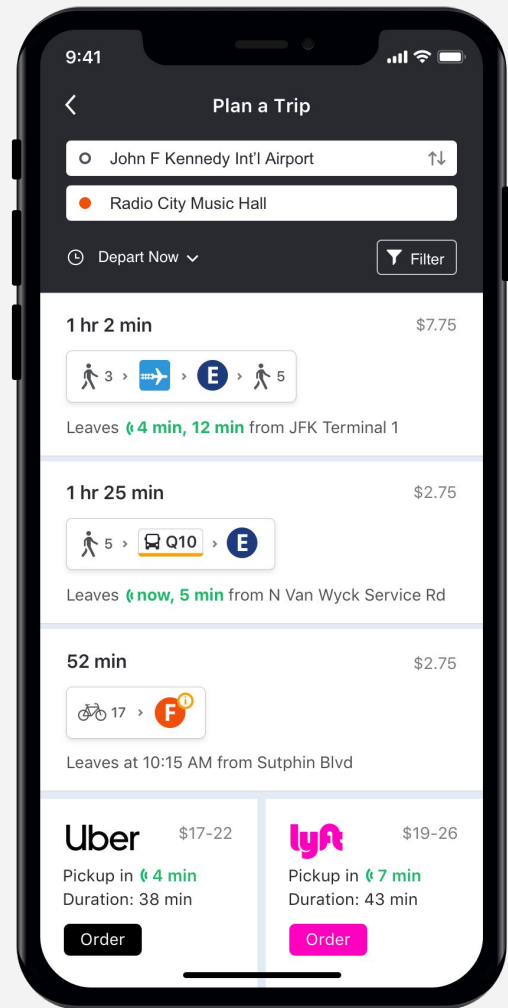 9:41
Plan a Trip
John F Kennedy Int'l Airport
Radio City Music Hall
Depart Now
Filter
1 hr 2 min $7.75
3 E 5
Leaves 4 min, 12 min from JFK Terminal 1
1 hr 25 min $2.75
5 Q10 E
Leaves now, 5 min from N Van Wyck Service Rd
52 min $2.75
17 F i
Leaves at 10:15 AM from Sutphin Blvd
Uber $17-22
Pickup in 4 min
Duration: 38 min
Order
lyft $19-26
Pickup in 7 min
Duration: 43 min
Order